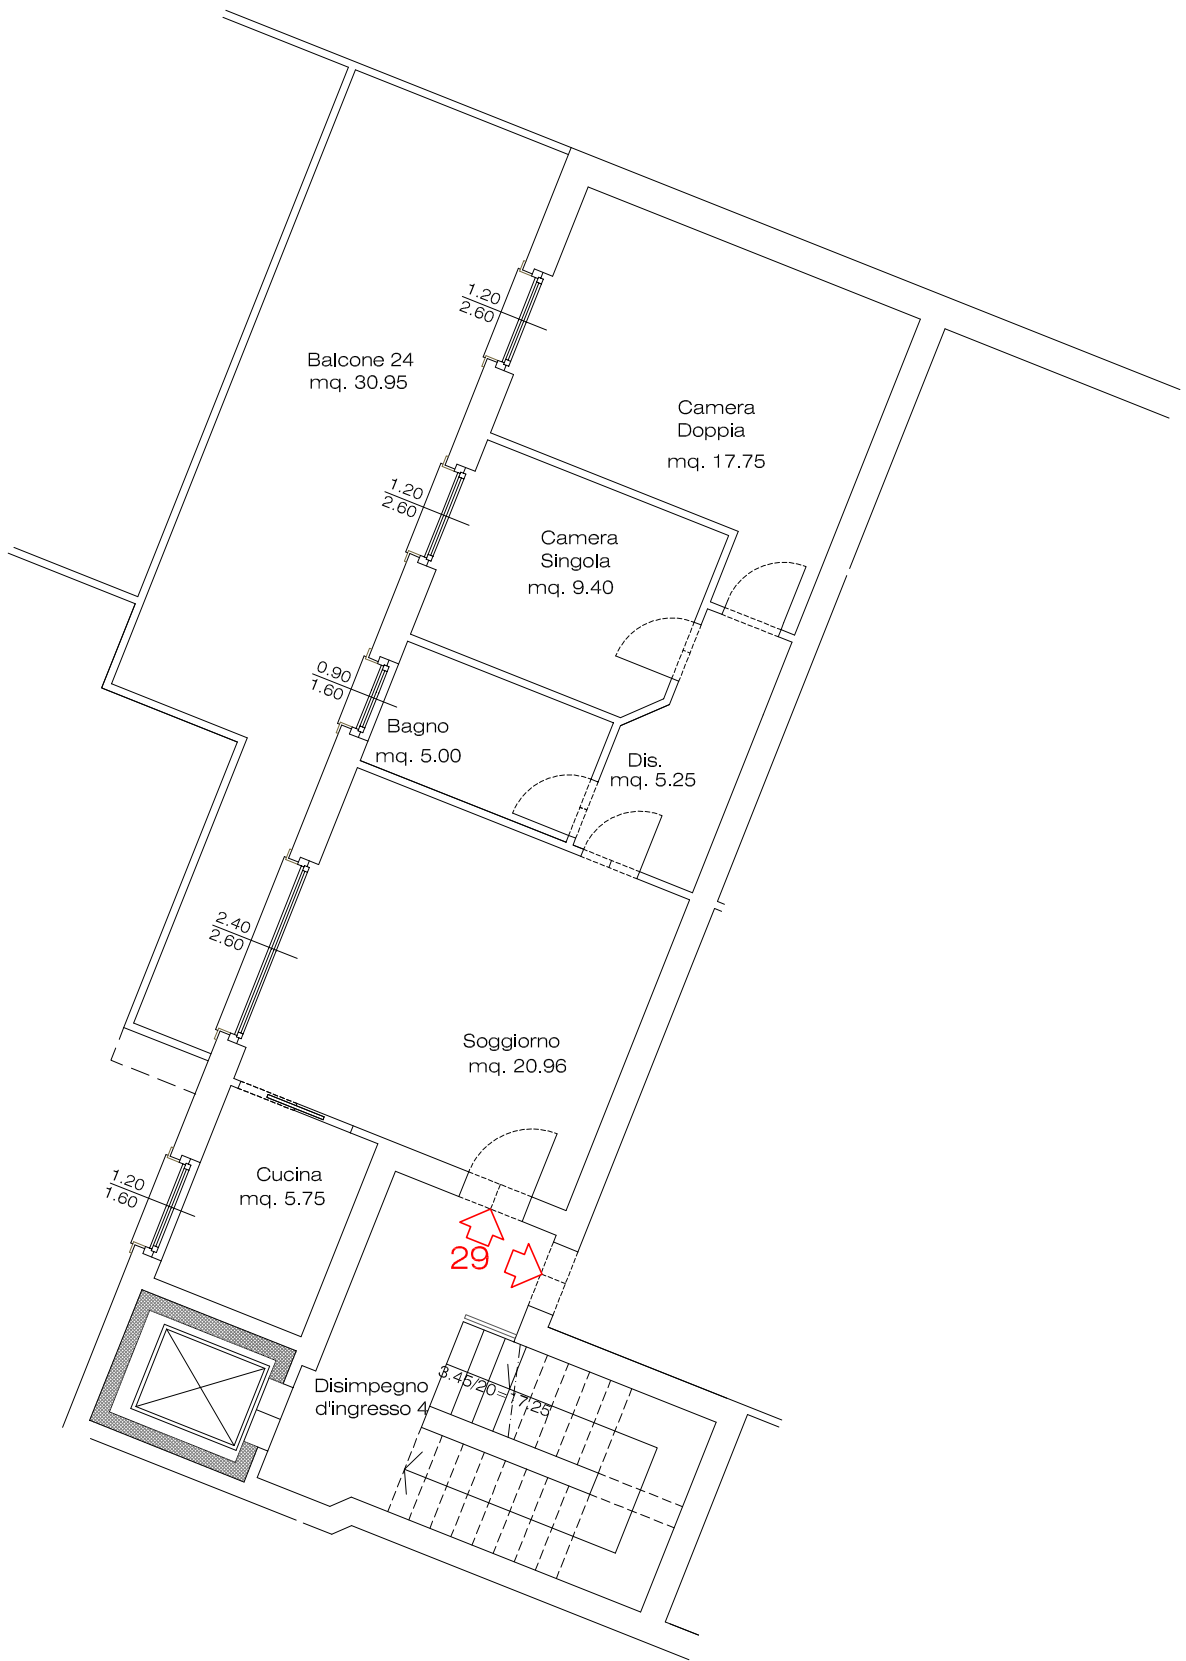 1.20
2.60
Balcone 24
mq. 30.95
Camera
Doppia
mq. 17.75
1.20
2.60
Camera
Singola
mq. 9.40
0.90
1.60
Bagno
mq. 5.00
Dis.
mq. 5.25
2.40
2.60
Soggiorno
mq. 20.96
Cucina
mq. 5.75
1.20
1.60
29
Disimpegno
d'ingresso 4
3.45/20=17.25